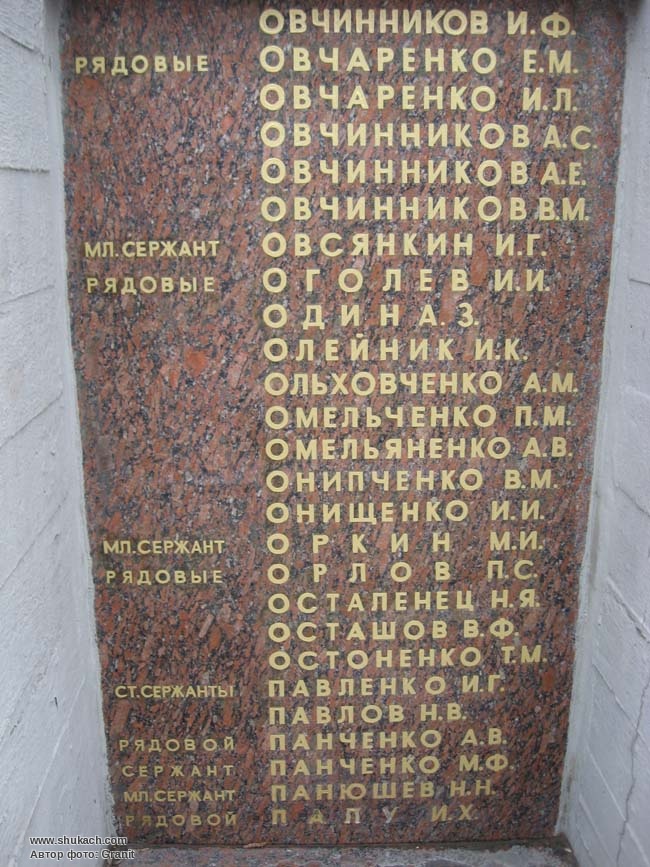 ОВЧИННИКОВ И.Ф.
РЯДОВЫЕ ОВЧАРЕНКО Е.М.
ОВЧАРЕНКО И.Л.
ОВЧИННИКОВ А.С.
ОВЧИННИКОВ А.Е.
ОВЧИННИКОВ В.М.
МЛ. СЕРЖАНТ ОВСЯНКИН И.Г.
РЯДОВЫЕ ОГОЛЕВ И.И.
ОДИН А.З.
ОЛЕЙНИК И.К.
ОЛЬХОВЧЕНКО А.М.
ОМЕЛЬЧЕНКО П.М.
ОМЕЛЬЯНЕНКО А.В.
ОНИПЧЕНКО В.М.
ОНИЩЕНКО И.И.
МЛ. СЕРЖАНТ ОРКИН М.И.
РЯДОВЫЕ ОРЛОВ П.С.
ОСТАПЕНЕЦ Н.Я.
ОСТАШОВ В.Ф.
ОСТОНЕНКО Т.М.
СТ. СЕРЖАНТЫ ПАВЛЕНКО И.Г.
ПАВЛОВ Н.В.
РЯДОВОЙ ПАНЧЕНКО А.В.
СЕРЖАНТ ПАНЧЕНКО М.Ф.
МЛ. СЕРЖАНТ ПАНЮШЕВ Н.Н.
РЯДОВОЙ ПАПУ И.Х.
www.shukach.com
Автор фото: Granit